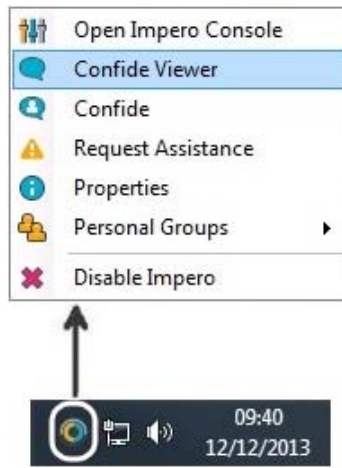 Open Impero Console
Confide Viewer
Confide
Request Assistance
Properties
Personal Groups
Disable Impero
09:40
12/12/2013